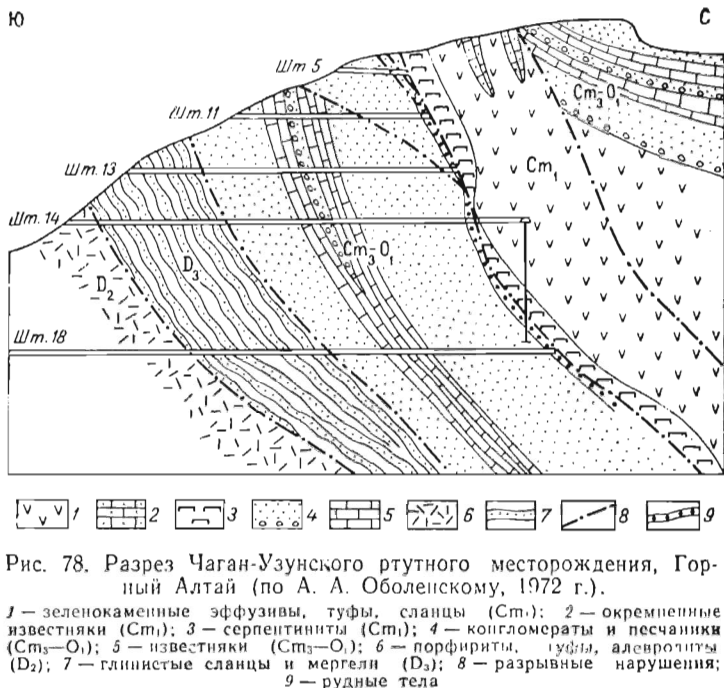 Ю С
Шт. 5
Шт. 11
Cm₃-O₁
Cm₁
Шт. 13
Шт. 14
Cm₃-O₁
D₂ D₃
Шт. 18
1 2 3 4 5 6 7 8 9
Рис. 78. Разрез Чаган-Узунского ртутного месторождения, Гор-
ный Алтай (по А. А. Оболенскому, 1972 г.).
1 — зеленокаменные эффузивы, туфы, сланцы (Cm₁); 2 — окремненные
известняки (Cm₁); 3 — серпентиниты (Cm₁); 4 — конгломераты и песчаники
(Cm₃—O₁); 5 — известняки (Cm₃—O₁); 6 — порфириты, туфы, алевролиты
(D₂); 7 — глинистые сланцы и мергели (D₃); 8 — разрывные нарушения;
9 — рудные тела